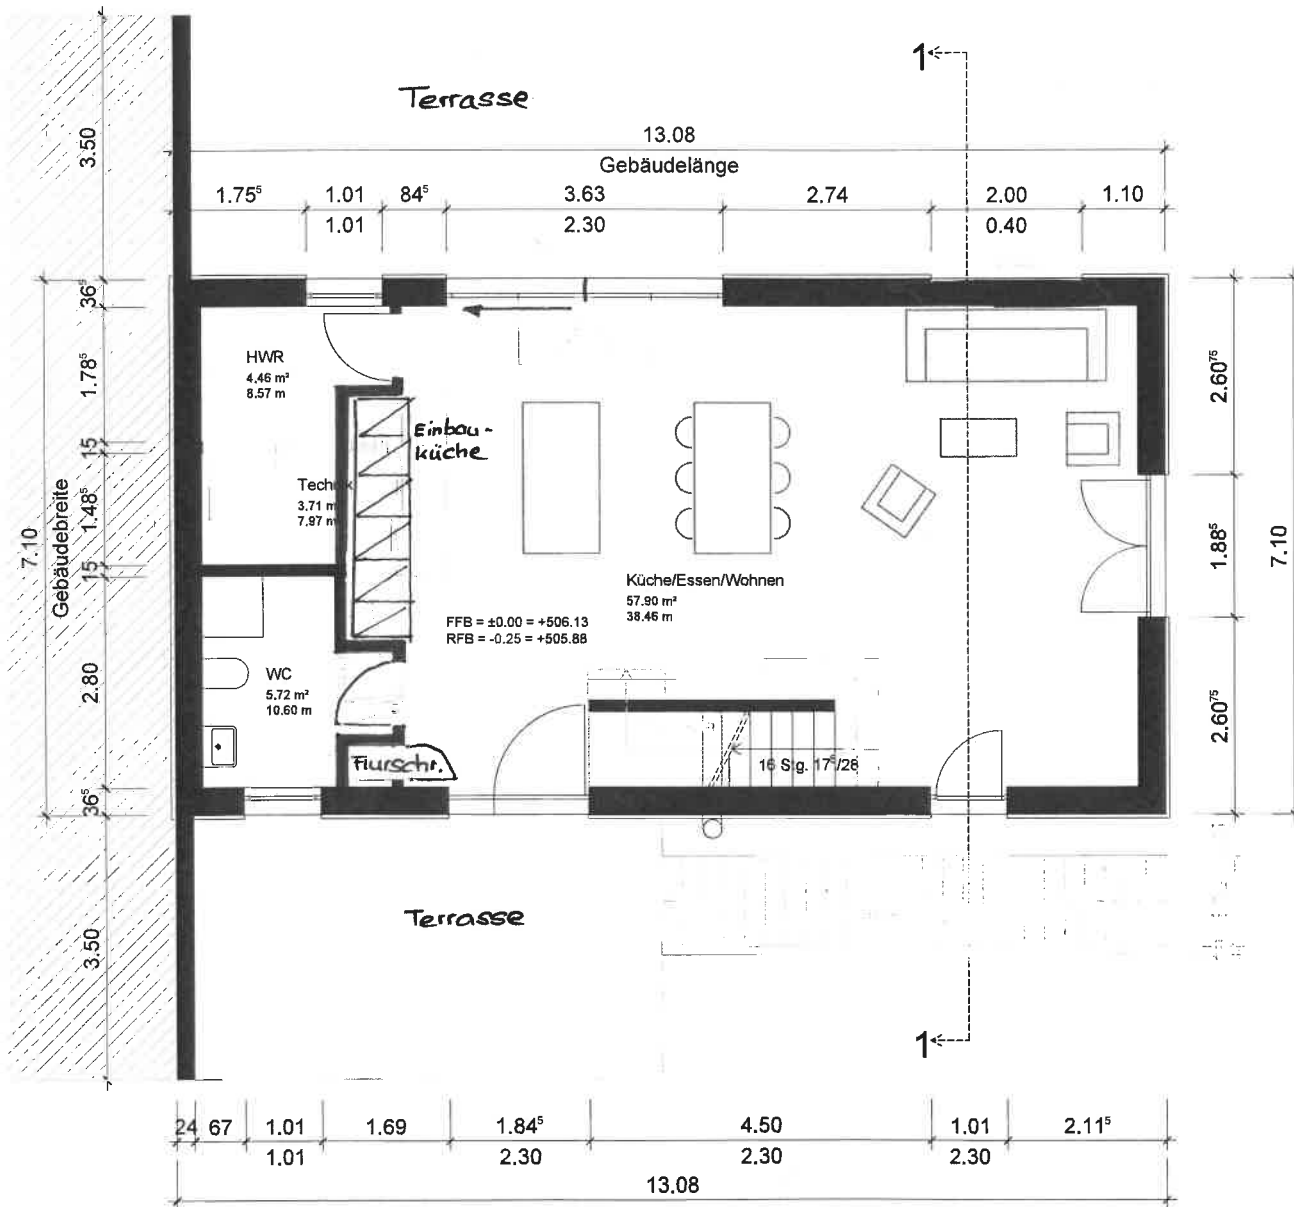 1
Terrasse
13.08
Gebäudelänge
1.75⁵ 1.01 84⁵ 3.63 2.74 2.00 1.10
1.01 2.30 0.40
3.50
36⁵
1.78⁵
15
1.48⁵
15
2.80
36⁵
3.50
7.10
Gebäudebreite
HWR
4.46 m²
8.57 m
Einbau-
küche
3.71 m
7.97 m
Küche/Essen/Wohnen
57.90 m²
38.46 m
FFB = ±0.00 = +506.13
RFB = -0.25 = +505.88
WC
5.72 m²
10.60 m
Flurschr.
16 Stg. 17⁵/28
2.60⁷⁵
1.88⁵
2.60⁷⁵
7.10
Terrasse
1
24 67 1.01 1.69 1.84⁵ 4.50 1.01 2.11⁵
1.01 2.30 2.30 2.30
13.08